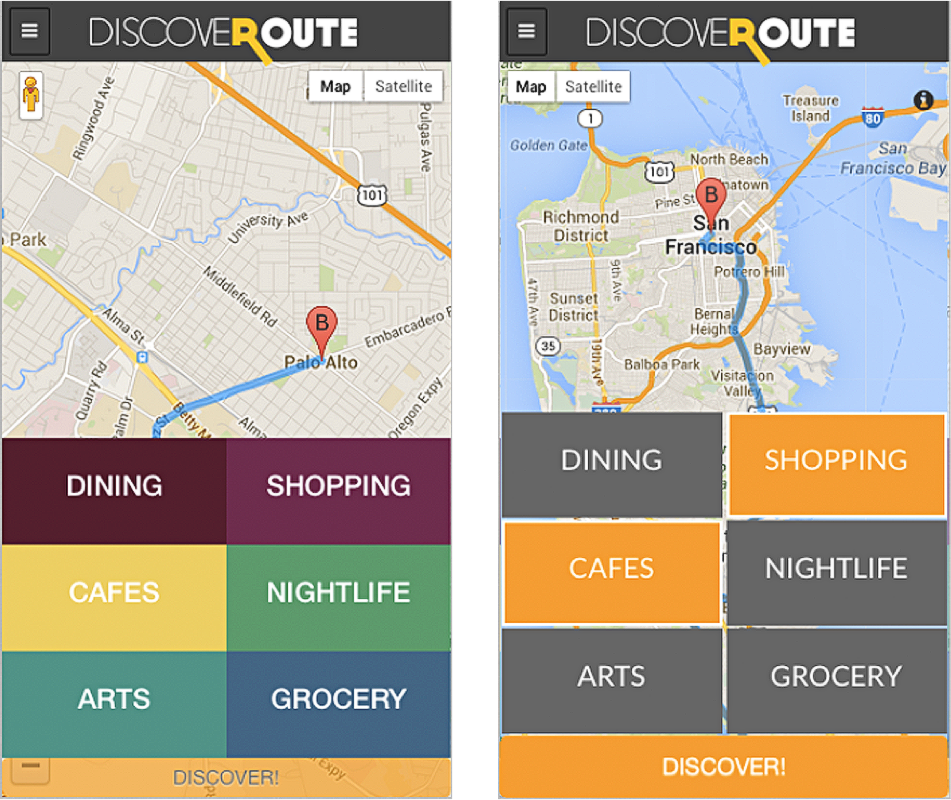 DISCOVEROUTE
Map Satellite
Ringwood Ave
Pulgas Ave
101
University Ave
Park
Middlefield Rd
Alma St
B
Embarcadero
Palo Alto
Quarry Rd
Palm Dr
Alma
Oregon Expy
DINING SHOPPING
CAFES NIGHTLIFE
ARTS GROCERY
DISCOVER!
DISCOVEROUTE
Map Satellite
Treasure
Island
1
80
Golden Gate
San
Francisco Bay
101
North Beach
B
Pine St
Richmond
District
San
Francisco
9th Ave
Potrero Hill
47th Ave
Sunset
District
Bernal
Heights
35
19th Ave
Balboa Park
Bayview
Visitacion
Valley
DINING SHOPPING
CAFES NIGHTLIFE
ARTS GROCERY
DISCOVER!